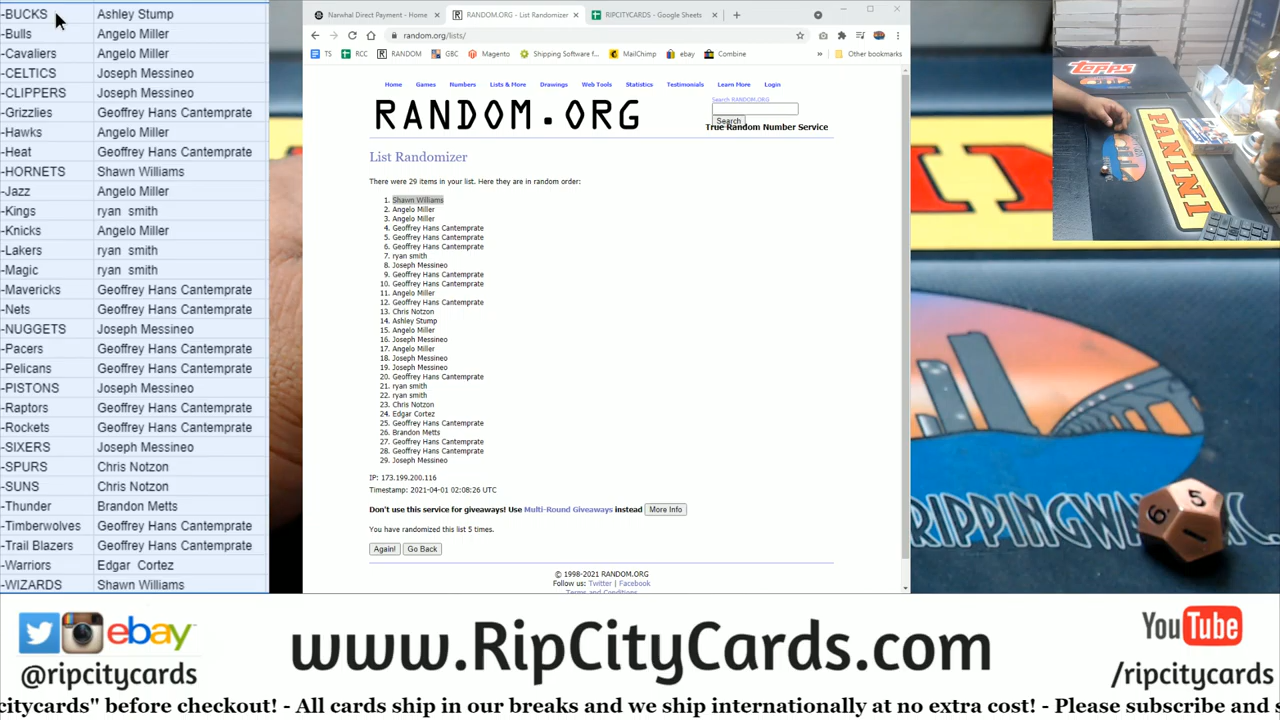 -BUCKS Ashley Stump
-Bulls Angelo Miller
-Cavaliers Geoffrey Hans Cantemprate
-CELTICS Joseph Messineo
-CLIPPERS Joseph Messineo
-Grizzlies Geoffrey Hans Cantemprate
-Hawks Angelo Miller
-Heat Geoffrey Hans Cantemprate
-HORNETS Shawn Williams
-Jazz Angelo Miller
-Kings ryan smith
-Knicks Angelo Miller
-Lakers ryan smith
-Magic ryan smith
-Mavericks Geoffrey Hans Cantemprate
-Nets Geoffrey Hans Cantemprate
-NUGGETS Joseph Messineo
-Pacers Geoffrey Hans Cantemprate
-Pelicans Geoffrey Hans Cantemprate
-PISTONS Joseph Messineo
-Raptors Geoffrey Hans Cantemprate
-Rockets Geoffrey Hans Cantemprate
-SIXERS Joseph Messineo
-SPURS Chris Notzon
-SUNS Chris Notzon
-Thunder Brandon Metts
-Timberwolves Geoffrey Hans Cantemprate
-Trail Blazers Geoffrey Hans Cantemprate
-Warriors Edgar Cortez
-WIZARDS Shawn Williams
Narwhal Direct Payment - Home
RANDOM.ORG - List Randomizer
RIPCITYCARDS - Google Sheets
random.org/lists/
TS RCC RANDOM GBC Magento Shipping Software f... MailChimp ebay Combine » Other bookmarks
Home Games Numbers Lists & More Drawings Web Tools Statistics Testimonials Learn More Login
RANDOM.ORG
Search RANDOM.ORG
Search
True Random Number Service
List Randomizer
There were 29 items in your list. Here they are in random order:
1. Shawn Williams
2. Angelo Miller
3. Angelo Miller
4. Geoffrey Hans Cantemprate
5. Geoffrey Hans Cantemprate
6. Geoffrey Hans Cantemprate
7. ryan smith
8. Joseph Messineo
9. Geoffrey Hans Cantemprate
10. Geoffrey Hans Cantemprate
11. Angelo Miller
12. Geoffrey Hans Cantemprate
13. Chris Notzon
14. Ashley Stump
15. Angelo Miller
16. Joseph Messineo
17. Angelo Miller
18. Joseph Messineo
19. Joseph Messineo
20. Geoffrey Hans Cantemprate
21. ryan smith
22. ryan smith
23. Chris Notzon
24. Edgar Cortez
25. Geoffrey Hans Cantemprate
26. Brandon Metts
27. Geoffrey Hans Cantemprate
28. Geoffrey Hans Cantemprate
29. Joseph Messineo
IP: 173.199.200.116
Timestamp: 2021-04-01 02:08:26 UTC
Don't use this service for giveaways! Use Multi-Round Giveaways instead More Info
You have randomized this list 5 times.
Again! Go Back
© 1998-2021 RANDOM.ORG
Follow us: Twitter | Facebook
Terms and Conditions
Topps
PANINI
6 5 1
ebay
@ripcitycards
www.RipCityCards.com
YouTube
/ripcitycards
citycards" before checkout! - All cards ship in our breaks and we ship internationally at no extra cost! - Please subscribe and s